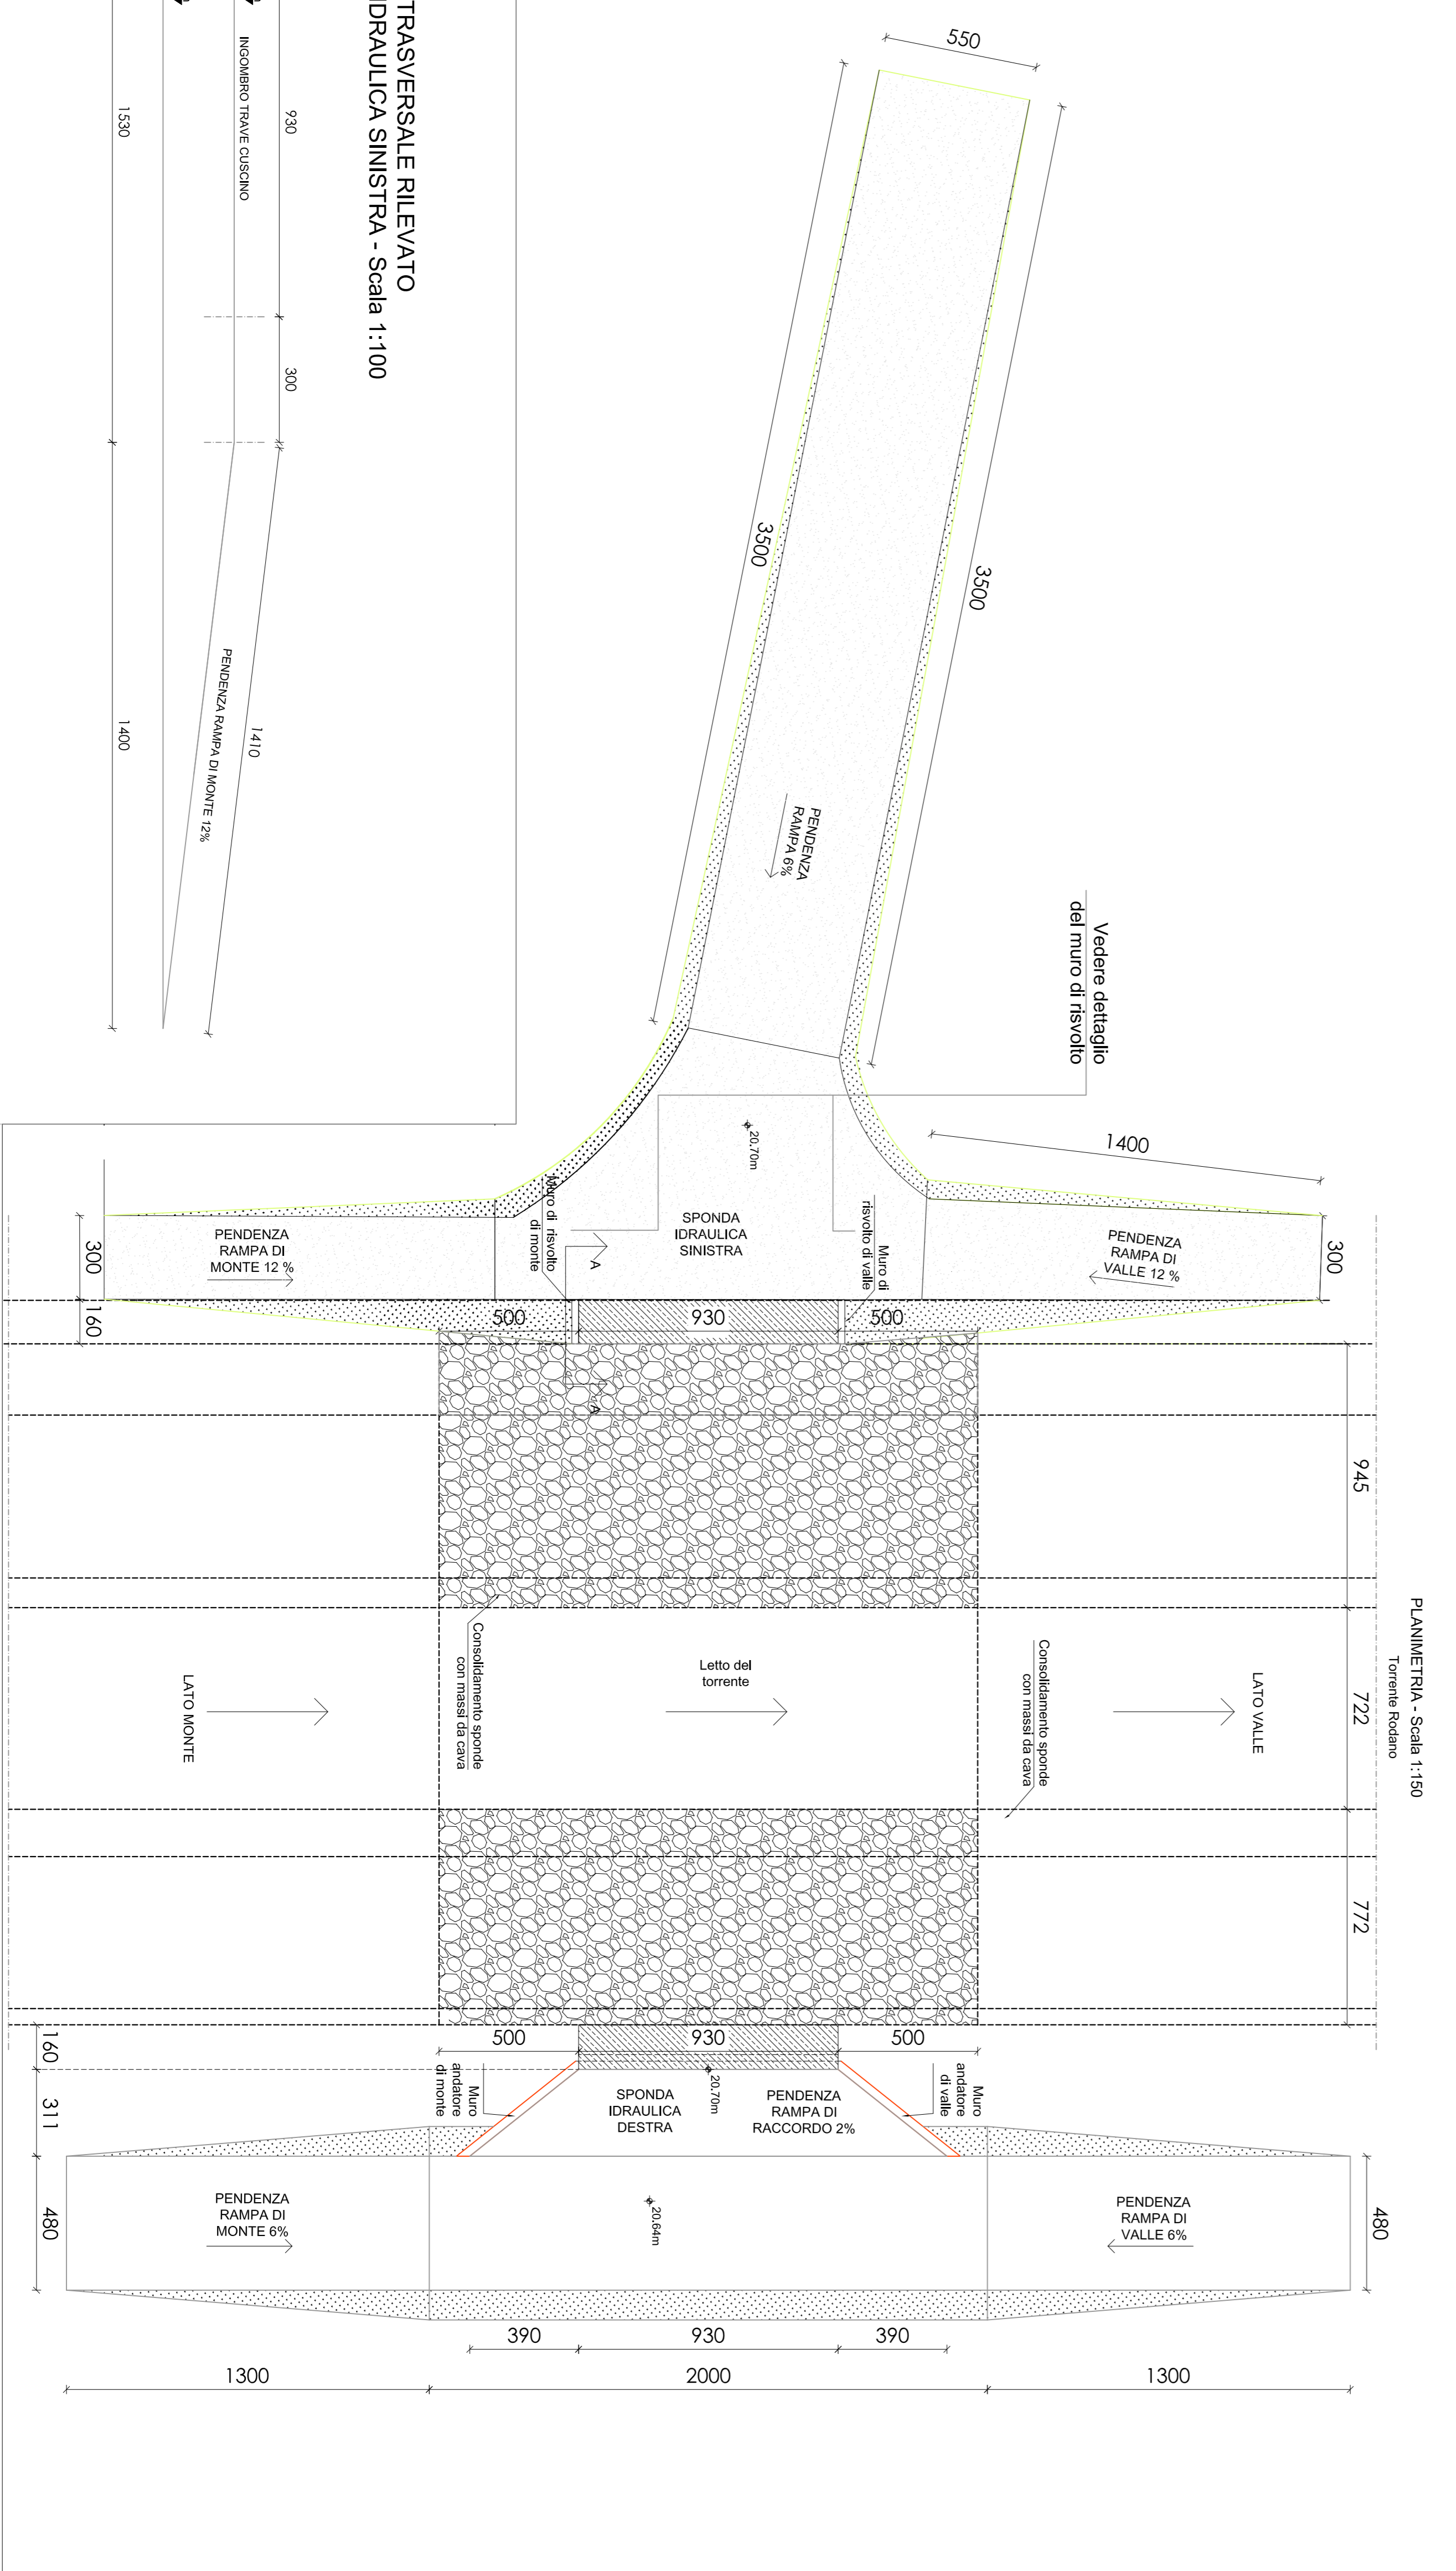 PLANIMETRIA - Scala 1:150
Torrente Rodano
550
3500
3500
PENDENZA
RAMPA 6%
Vedere dettaglio
del muro di risvolto
1400
300
PENDENZA
RAMPA DI
VALLE 12 %
20.70m
SPONDA
IDRAULICA
SINISTRA
Muro di
risvolto di valle
Muro di risvolto
di monte
A
A
PENDENZA
RAMPA DI
MONTE 12 %
300
160
500
930
500
945
722
772
Consolidamento sponde
con massi da cava
Consolidamento sponde
con massi da cava
Letto del
torrente
LATO MONTE
LATO VALLE
500
930
500
160
311
480
Muro
andatore
di monte
Muro
andatore
di valle
20.70m
SPONDA
IDRAULICA
DESTRA
PENDENZA
RAMPA DI
RACCORDO 2%
PENDENZA
RAMPA DI
MONTE 6%
20.64m
PENDENZA
RAMPA DI
VALLE 6%
480
390
930
390
1300
2000
1300
TRASVERSALE RILEVATO
IDRAULICA SINISTRA - Scala 1:100
930
300
1410
INGOMBRO TRAVE CUSCINO
PENDENZA RAMPA DI MONTE 12%
1530
1400